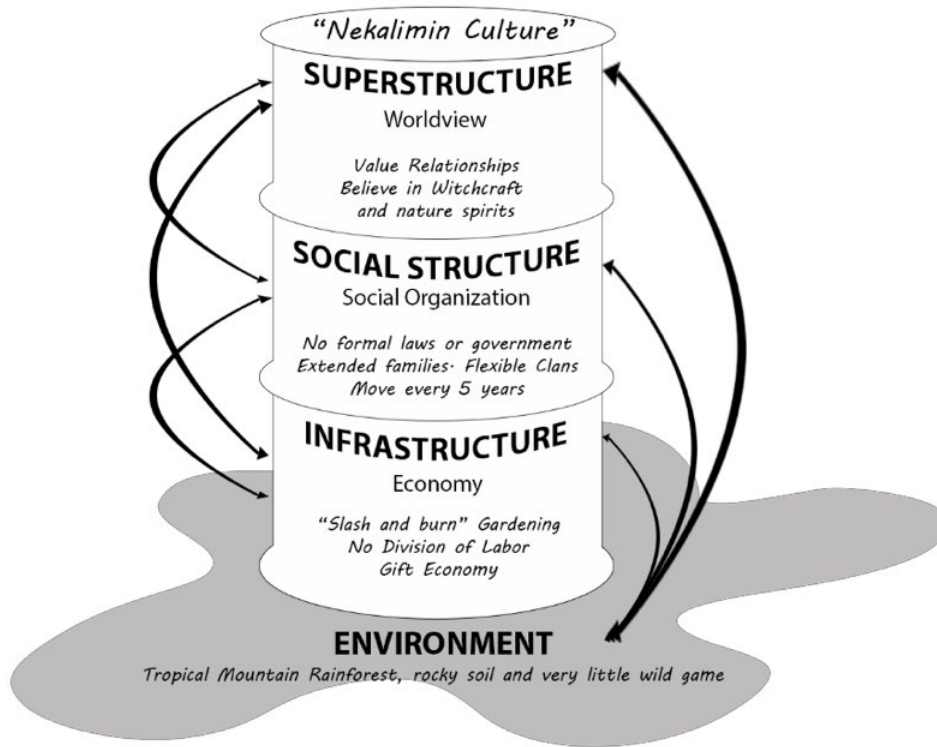 “Nekalimin Culture”
SUPERSTRUCTURE
Worldview
Value Relationships
Believe in Witchcraft
and nature spirits
SOCIAL STRUCTURE
Social Organization
No formal laws or government
Extended families· Flexible Clans
Move every 5 years
INFRASTRUCTURE
Economy
“Slash and burn” Gardening
No Division of Labor
Gift Economy
ENVIRONMENT
Tropical Mountain Rainforest, rocky soil and very little wild game